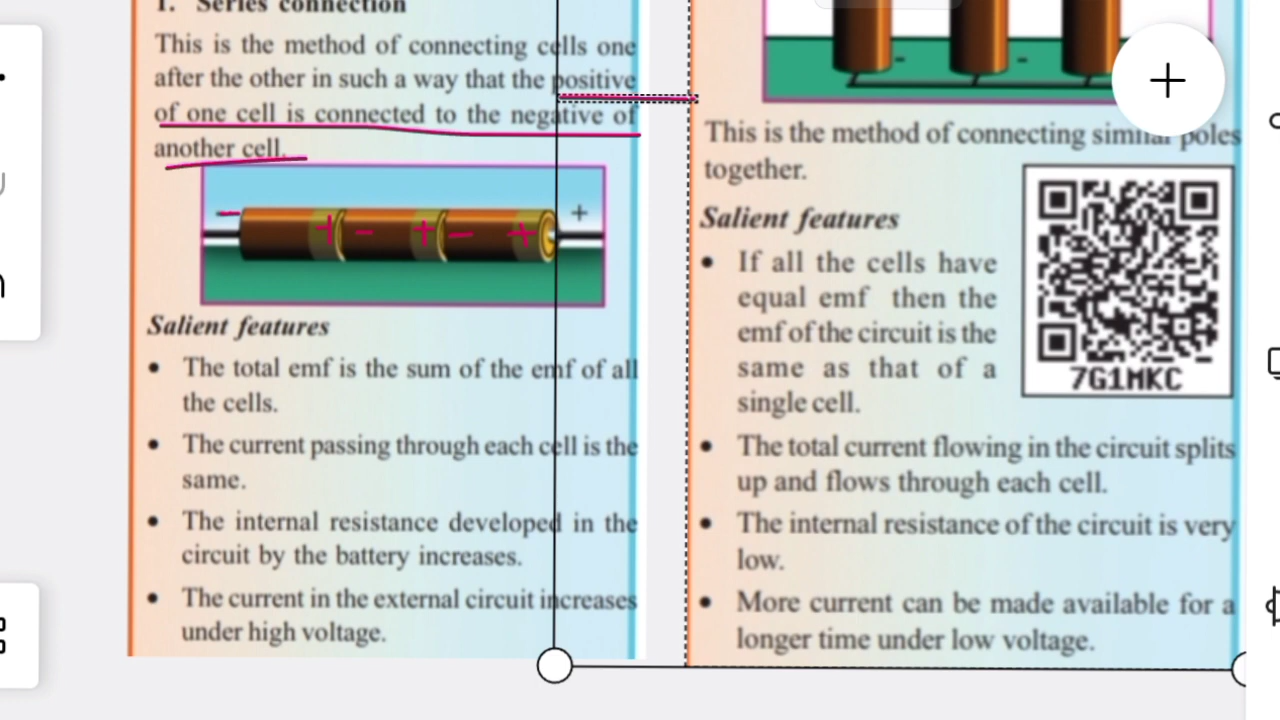 1. Series connection
This is the method of connecting cells one
after the other in such a way that the positive
of one cell is connected to the negative of
another cell.
- + - + - + +
Salient features
• The total emf is the sum of the emf of all
the cells.
• The current passing through each cell is the
same.
• The internal resistance developed in the
circuit by the battery increases.
• The current in the external circuit increases
under high voltage.
- -
This is the method of connecting similar poles
together.
Salient features
• If all the cells have
equal emf then the
emf of the circuit is the
same as that of a
single cell.
7G1MKC
• The total current flowing in the circuit splits
up and flows through each cell.
• The internal resistance of the circuit is very
low.
• More current can be made available for a
longer time under low voltage.